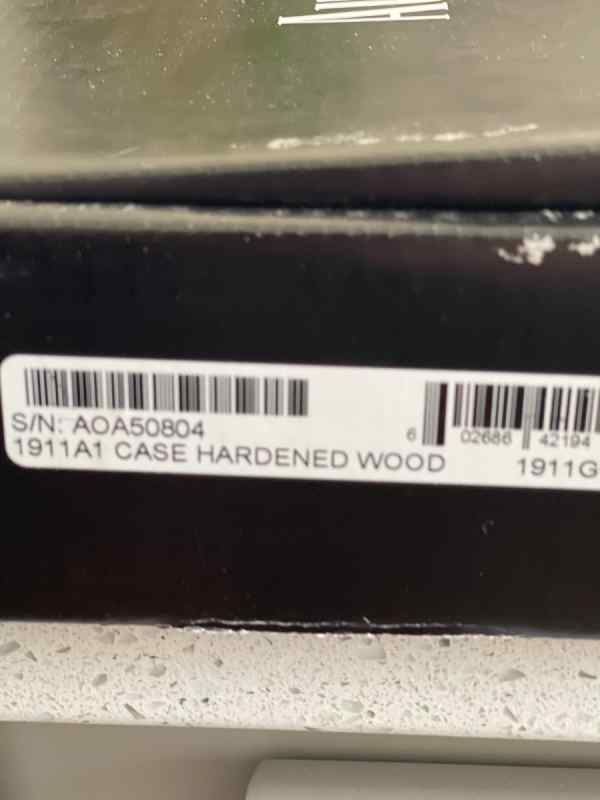 S/N: AOA50804
1911A1 CASE HARDENED WOOD
6 02686 42194
1911G